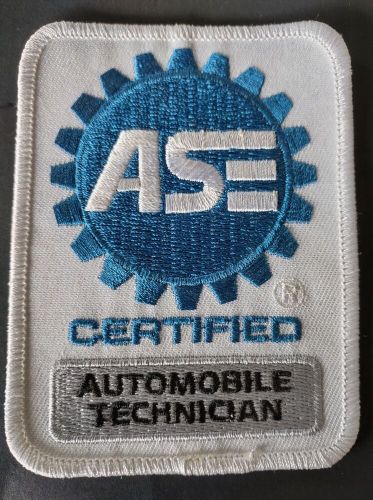 ASE
®
CERTIFIED
AUTOMOBILE
TECHNICIAN